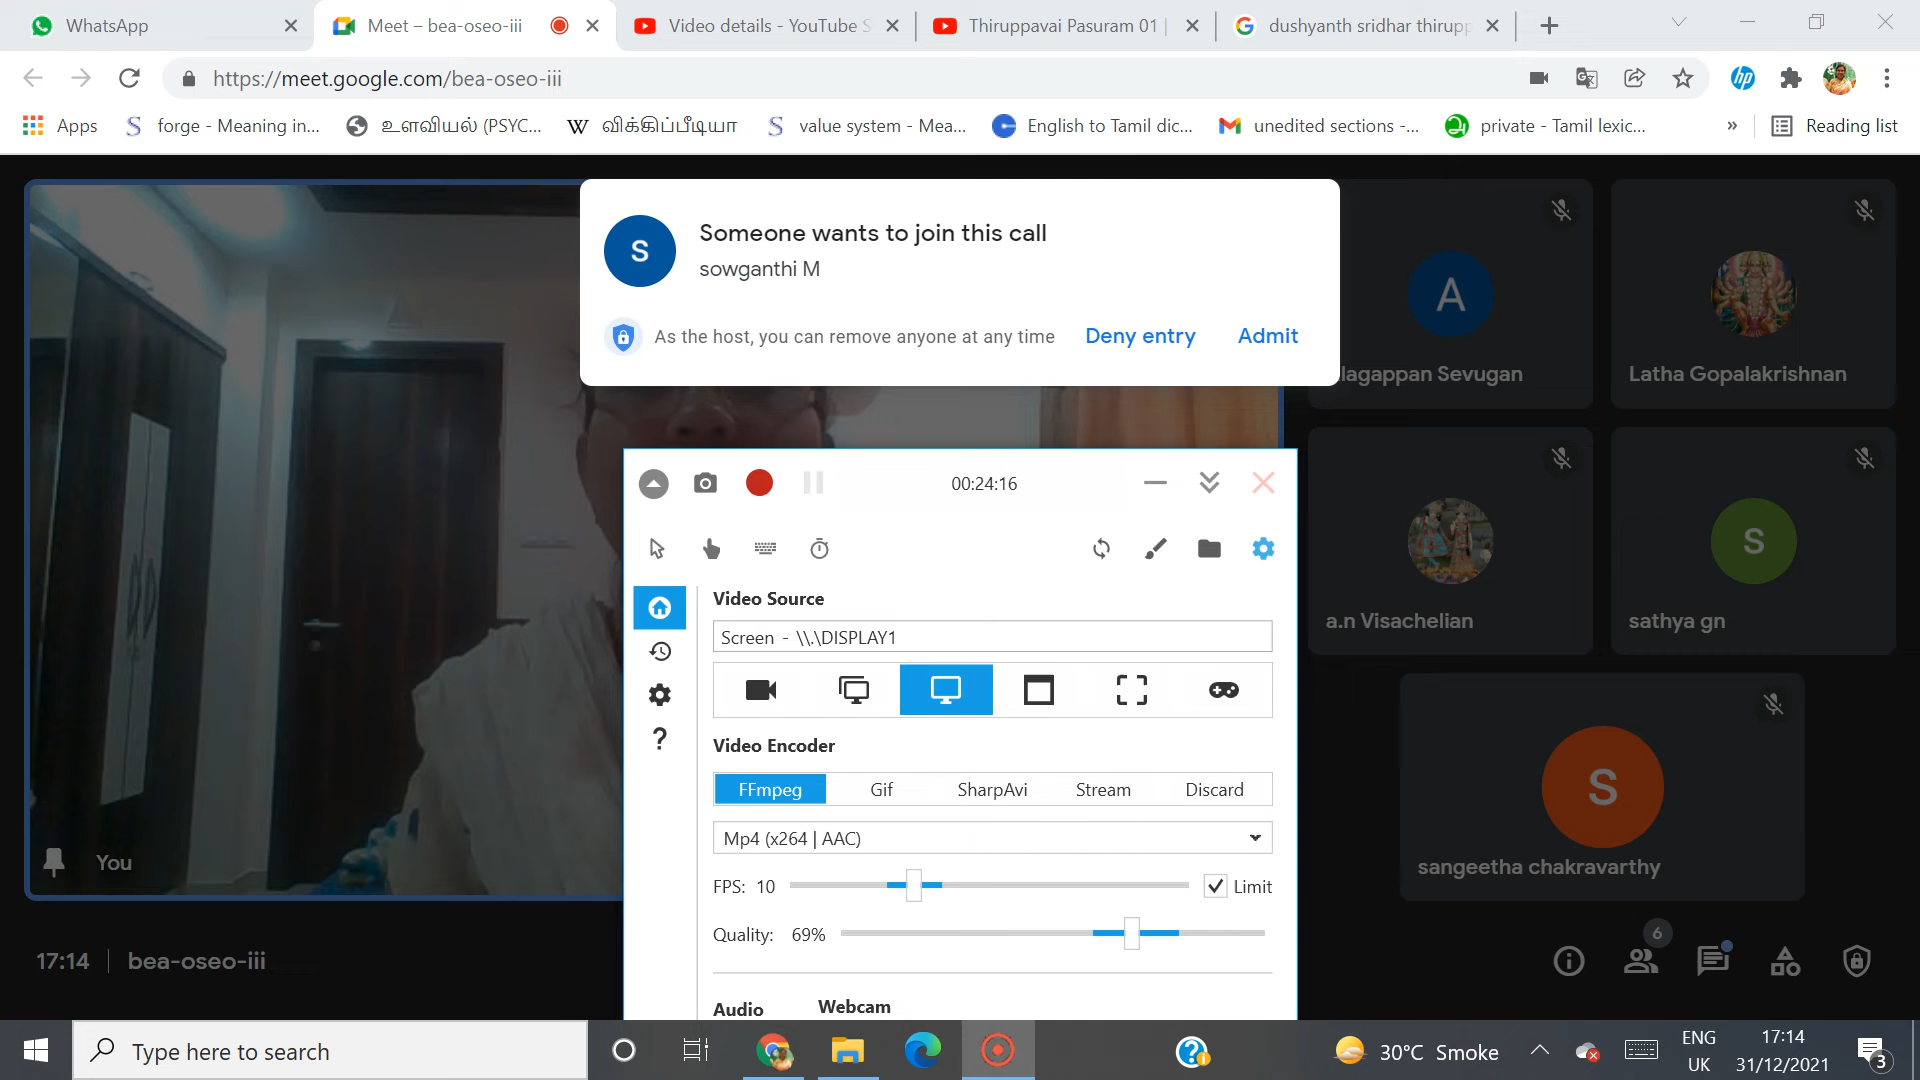 WhatsApp
Meet – bea-oseo-iii
Video details - YouTube S
Thiruppavai Pasuram 01 |
dushyanth sridhar thirupp
https://meet.google.com/bea-oseo-iii
Apps
forge - Meaning in...
உளவியல் (PSYC...
விக்கிப்பீடியா
value system - Mea...
English to Tamil dic...
unedited sections -...
private - Tamil lexic...
»
Reading list
S
Someone wants to join this call
sowganthi M
As the host, you can remove anyone at any time
Deny entry
Admit
A
lagappan Sevugan
Latha Gopalakrishnan
00:24:16
a.n Visachelian
S
sathya gn
Video Source
Screen - \\.\DISPLAY1
Video Encoder
FFmpeg
Gif
SharpAvi
Stream
Discard
Mp4 (x264 | AAC)
FPS: 10
Limit
Quality: 69%
Audio
Webcam
S
sangeetha chakravarthy
You
17:14
bea-oseo-iii
6
Type here to search
30°C Smoke
ENG
UK
17:14
31/12/2021
3